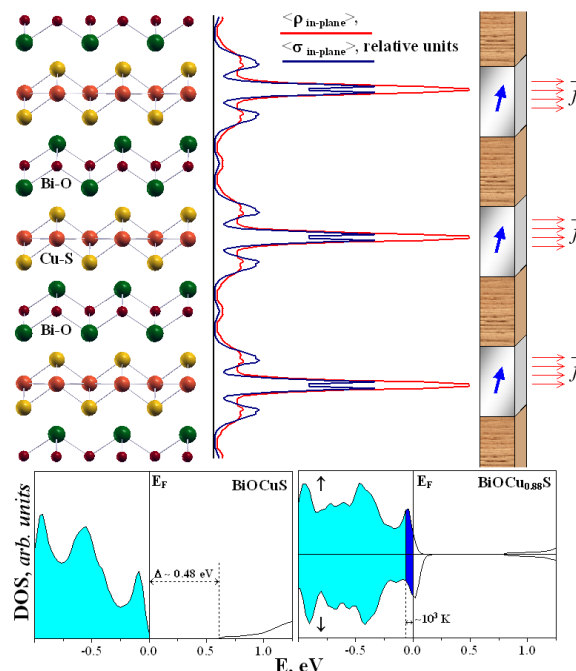 <ρ in-plane>,
<σ in-plane>, relative units
j
Bi-O
j
Cu-S
Bi-O
j
DOS, arb. units
E_F
BiOCuS
Δ ~ 0.48 eV
-0.5
0.0
0.5
1.0
↑
E_F
BiOCu0.88S
↓
~10³ K
-0.5
0.0
0.5
1.0
E, eV